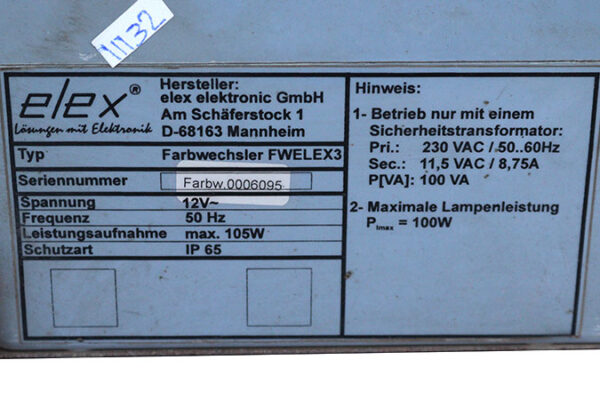 11132
elex®
Lösungen mit Elektronik
Hersteller:
elex elektronic GmbH
Am Schäferstock 1
D-68163 Mannheim
Typ Farbwechsler FWELEX3
Seriennummer Farbw.0006095
Spannung 12V~
Frequenz 50 Hz
Leistungsaufnahme max. 105W
Schutzart IP 65
Hinweis:
1- Betrieb nur mit einem
Sicherheitstransformator:
Pri.: 230 VAC / 50..60Hz
Sec.: 11,5 VAC / 8,75A
P[VA]: 100 VA
2- Maximale Lampenleistung
Plmax = 100W